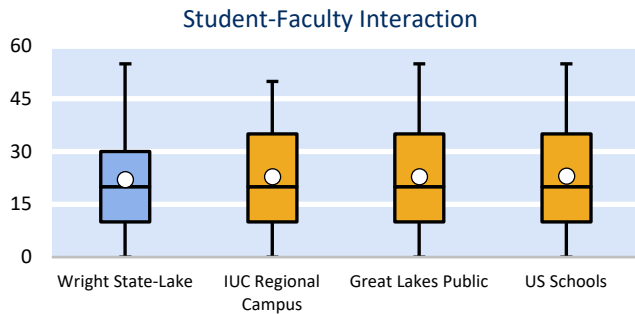 Student-Faculty Interaction
60
45
30
15
0
Wright State-Lake
IUC Regional
Campus
Great Lakes Public
US Schools